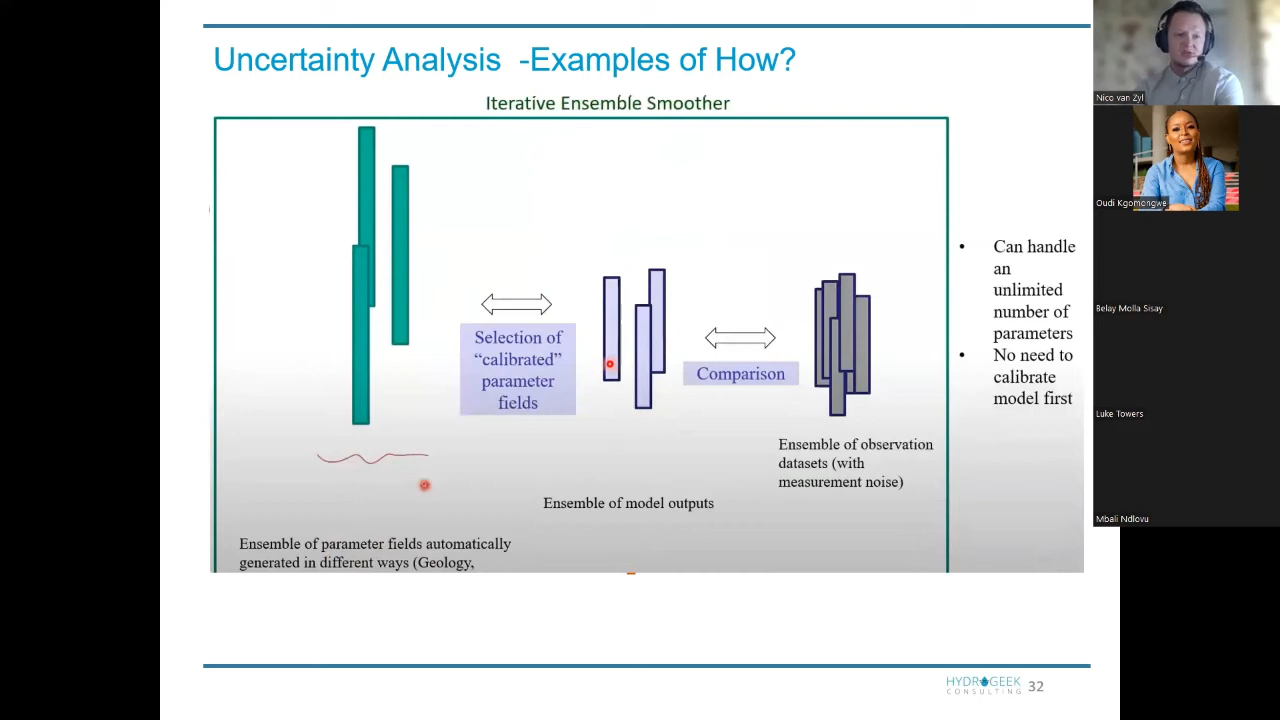 Uncertainty Analysis -Examples of How?
Iterative Ensemble Smoother
Selection of
“calibrated”
parameter
fields
Comparison
Ensemble of observation
datasets (with
measurement noise)
Ensemble of model outputs
Ensemble of parameter fields automatically
generated in different ways (Geology,
• Can handle
an
unlimited
number of
parameters
• No need to
calibrate
model first
HYDROGEEK
CONSULTING
32
Nico van Zyl
Oudi Kgomongwe
Belay Molla Sisay
Luke Towers
Mbali Ndlovu